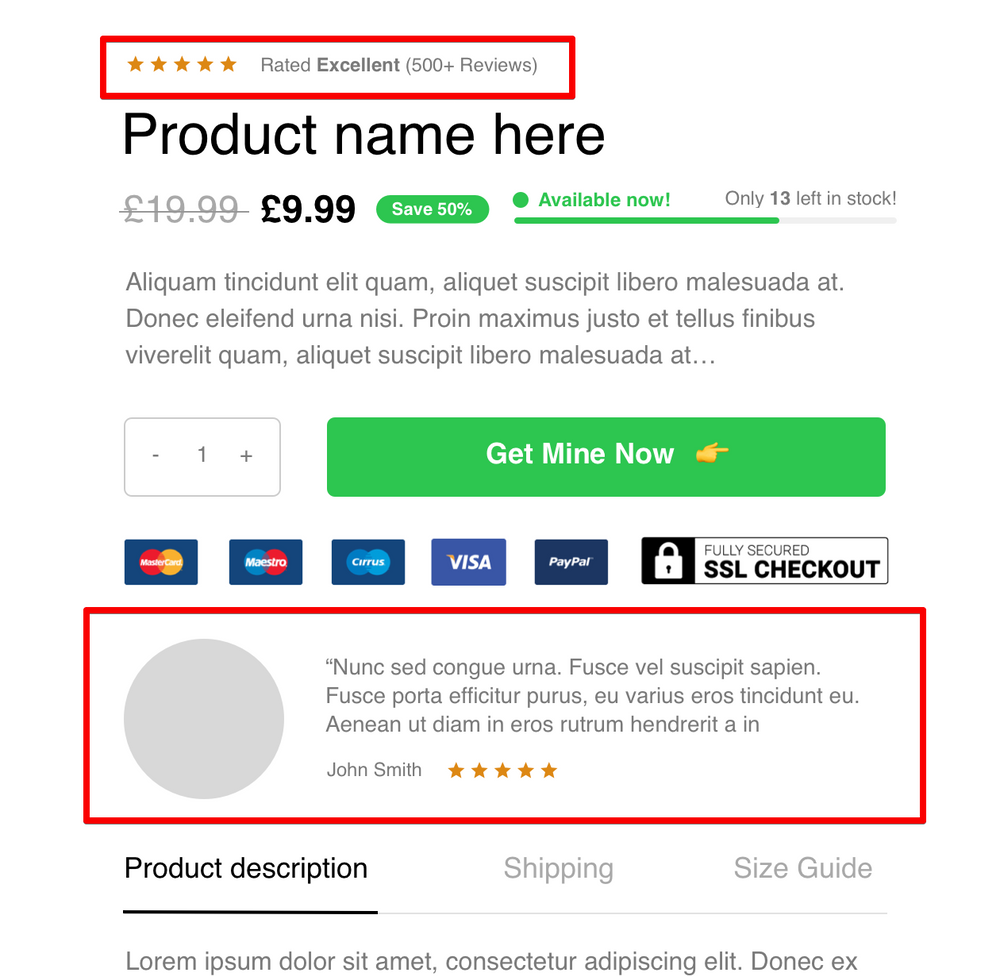 Rated Excellent (500+ Reviews)
Product name here
£19.99 £9.99 Save 50% Available now! Only 13 left in stock!
Aliquam tincidunt elit quam, aliquet suscipit libero malesuada at.
Donec eleifend urna nisi. Proin maximus justo et tellus finibus
viverelit quam, aliquet suscipit libero malesuada at…
- 1 + Get Mine Now
MasterCard Maestro Cirrus VISA PayPal FULLY SECURED
SSL CHECKOUT
“Nunc sed congue urna. Fusce vel suscipit sapien.
Fusce porta efficitur purus, eu varius eros tincidunt eu.
Aenean ut diam in eros rutrum hendrerit a in
John Smith
Product description Shipping Size Guide
Lorem ipsum dolor sit amet, consectetur adipiscing elit. Donec ex